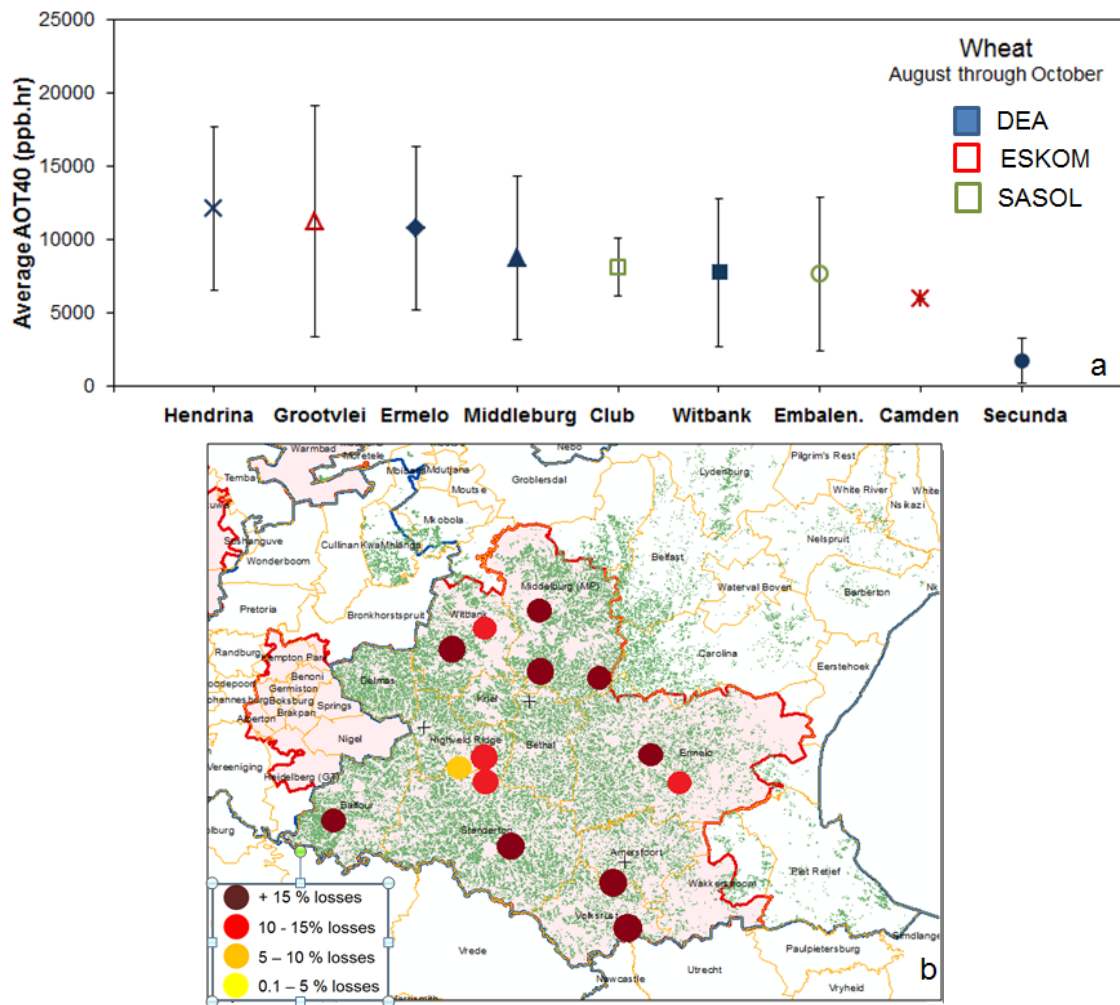 25000
20000
15000
10000
5000
0
Average AOT40 (ppb.hr)
Wheat
August through October
DEA
ESKOM
SASOL
a
Hendrina Grootvlei Ermelo Middleburg Club Witbank Embalen. Camden Secunda
Warmbad
Moretele
Temba
Mdutjana
Moutse
Nebo
Groblersdal
Lydenburg
Pilgrim's Rest
White River
White
Nsikazi
Mkobola
Soshanguve
Wonderboom
Cullinan
KwaMhlanga
Nelspruit
Belfast
Waterval Boven
Barberton
Middelburg (MP)
Pretoria
Bronkhorstspruit
Witbank
Carolina
Eerstehoek
Randburg
Kempton Park
Benoni
Germiston
Boksburg
Springs
Brakpan
Alberton
Delmas
Kriel
Nigel
Highveld Ridge
Bethal
Ermelo
Vereeniging
Heidelberg (GT)
Balfour
Standerton
Amersfoort
Piet Retief
Wakkerstroom
Volksrust
Vrede
Newcastle
Utrecht
Paulpietersburg
Vryheid
+ 15 % losses
10 - 15% losses
5 – 10 % losses
0.1 – 5 % losses
b